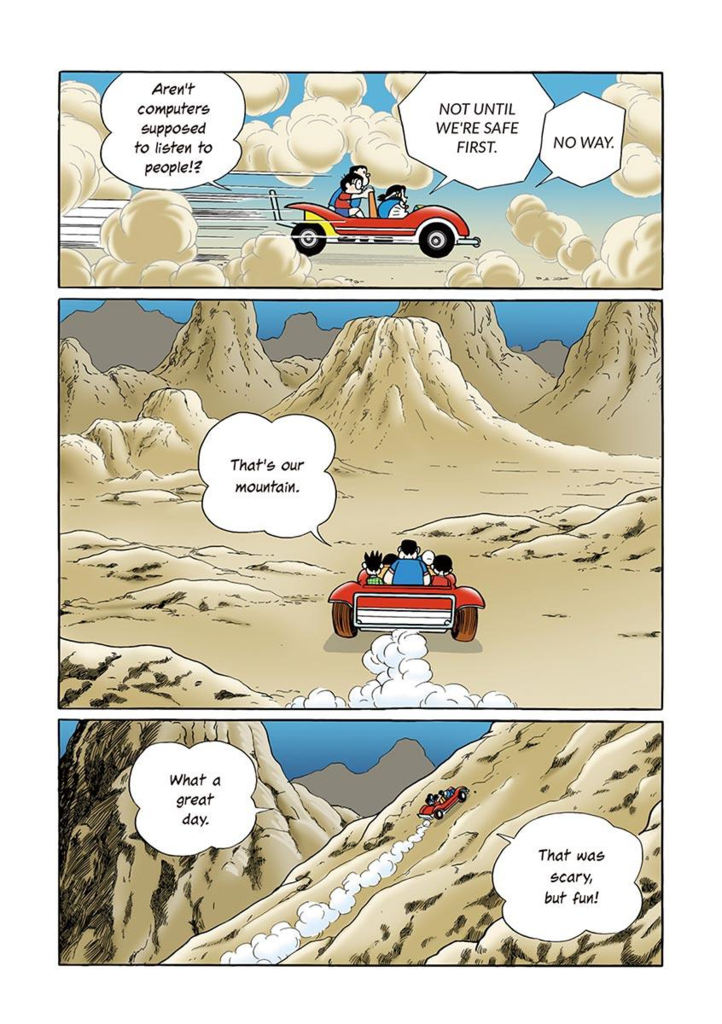 Aren't
computers
supposed
to listen to
people!?
NOT UNTIL
WE'RE SAFE
FIRST.
NO WAY.
That's our
mountain.
What a
great
day.
That was
scary,
but fun!